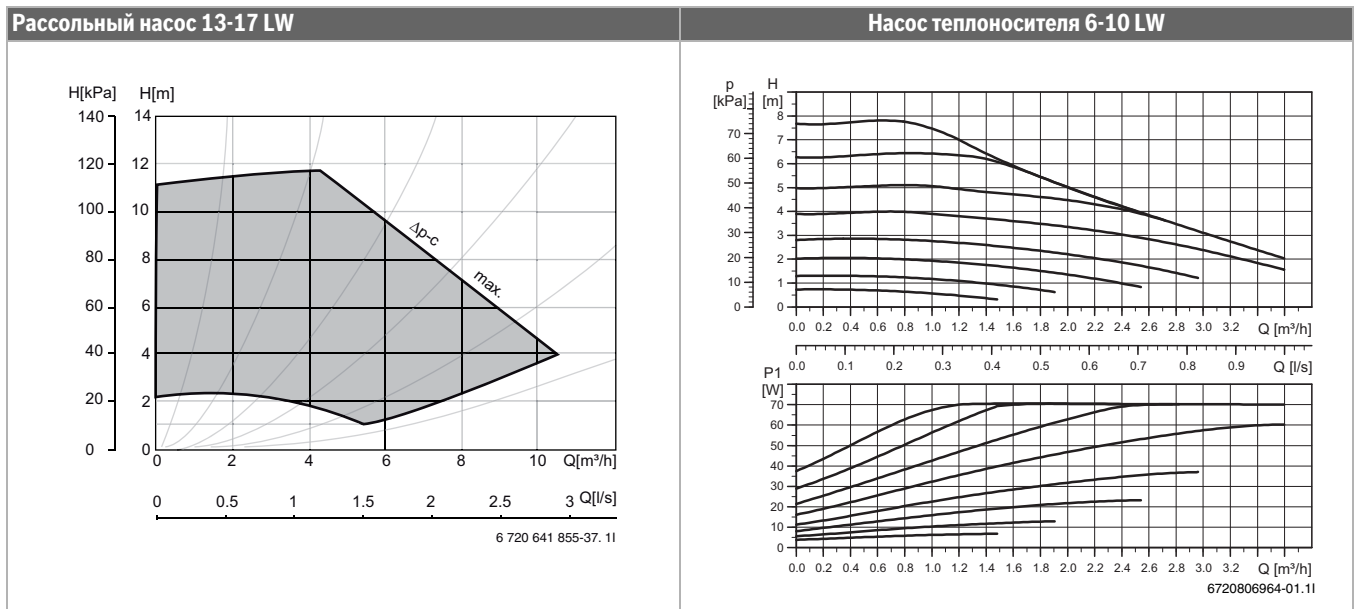 Рассольный насос 13-17 LW
H[kPa] H[m]
140 14
120 12
100 10
80 8
60 6
40 4
20 2
0 0
Δp-c
max.
0 2 4 6 8 10 Q[m³/h]
0 0.5 1 1.5 2 2.5 3 Q[l/s]
6 720 641 855-37. 1I
Насос теплоносителя 6-10 LW
p H
[kPa] [m]
8
70 7
60 6
50 5
40 4
30 3
20 2
10 1
0 0
0.0 0.2 0.4 0.6 0.8 1.0 1.2 1.4 1.6 1.8 2.0 2.2 2.4 2.6 2.8 3.0 3.2 Q [m³/h]
0.0 0.1 0.2 0.3 0.4 0.5 0.6 0.7 0.8 0.9 Q [l/s]
P1
[W]
70
60
50
40
30
20
10
0
0.0 0.2 0.4 0.6 0.8 1.0 1.2 1.4 1.6 1.8 2.0 2.2 2.4 2.6 2.8 3.0 3.2 Q [m³/h]
6720806964-01.1I